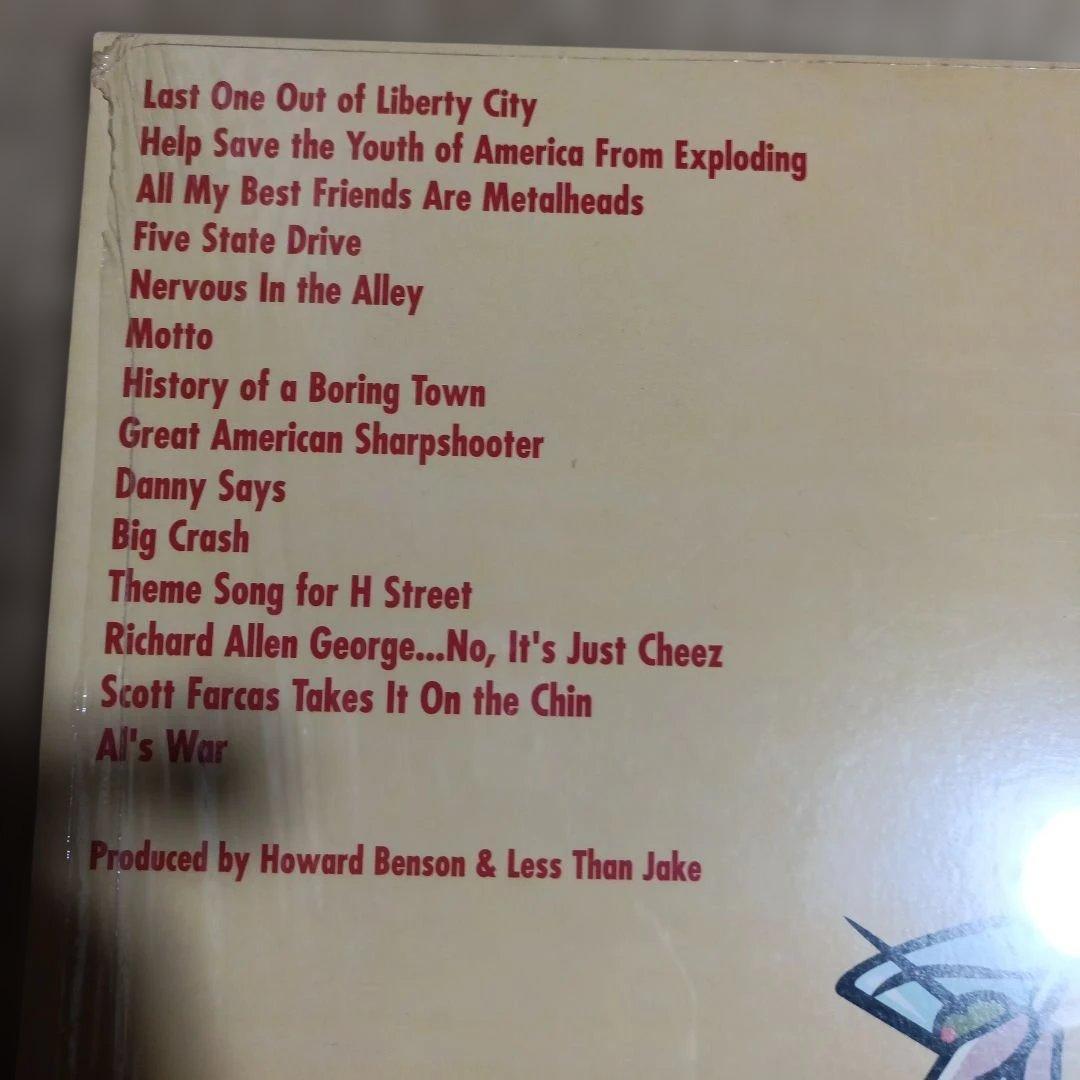 Last One Out of Liberty City
Help Save the Youth of America From Exploding
All My Best Friends Are Metalheads
Five State Drive
Nervous In the Alley
Motto
History of a Boring Town
Great American Sharpshooter
Danny Says
Big Crash
Theme Song for H Street
Richard Allen George...No, It's Just Cheez
Scott Farcas Takes It On the Chin
Al's War
Produced by Howard Benson & Less Than Jake